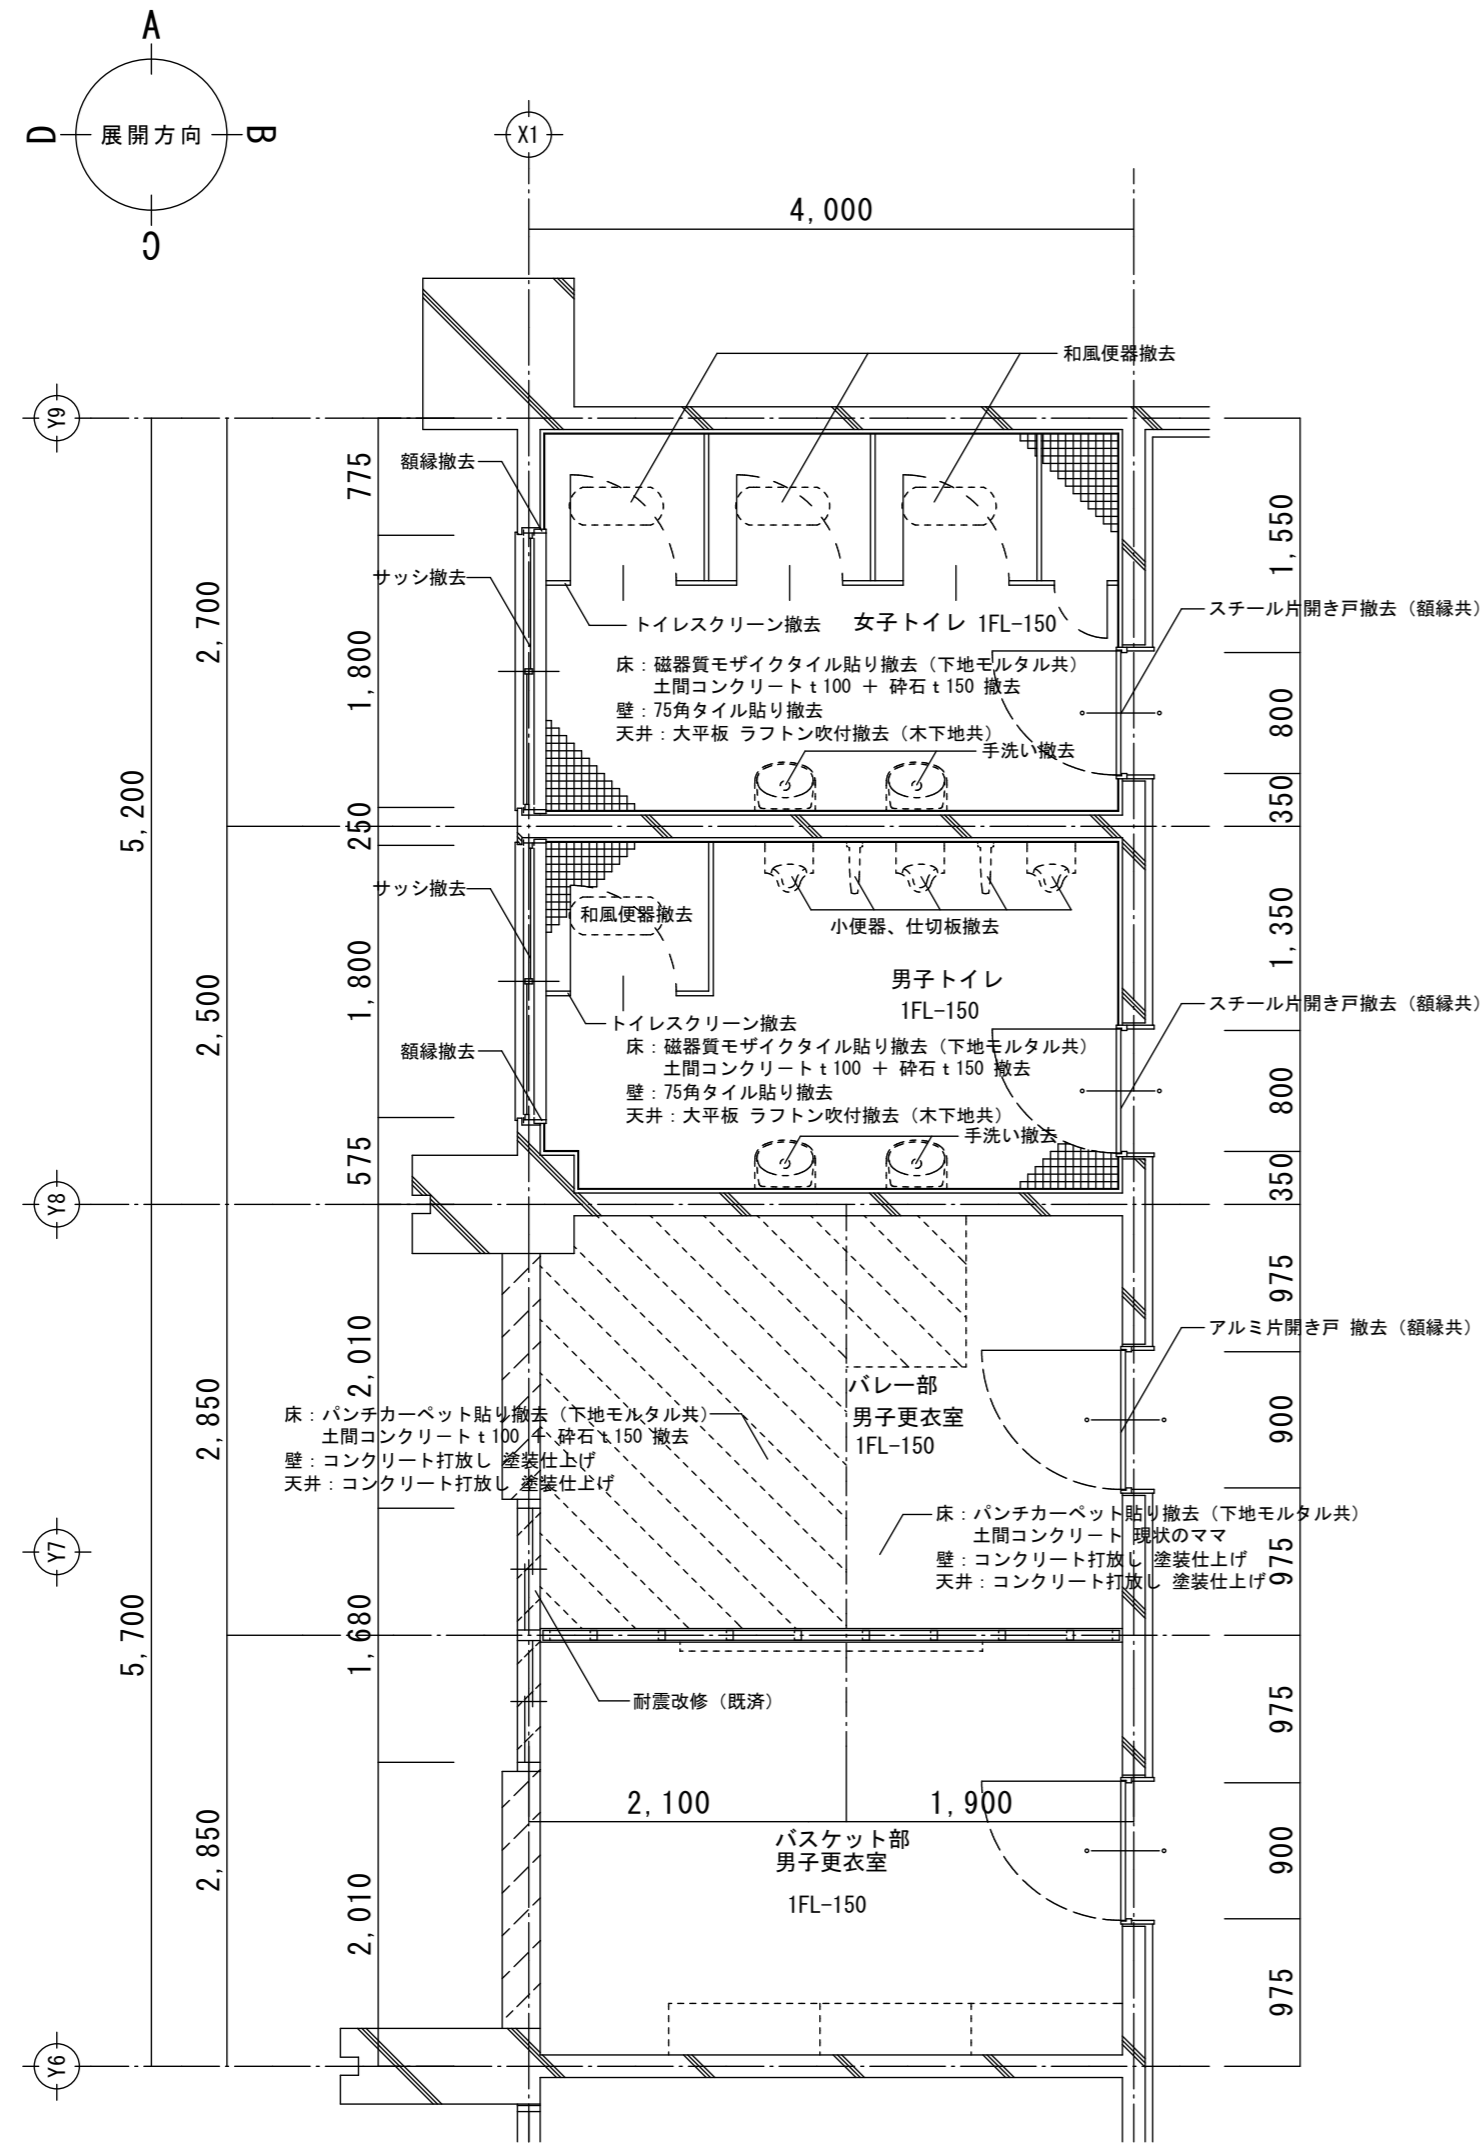 A
D
展開方向
B
C
X1
4,000
和風便器撤去
Y9
額縁撤去
775
1,550
サッシ撤去
2,700
トイレスクリーン撤去
女子トイレ 1FL-150
スチール片開き戸撤去（額縁共）
床：磁器質モザイクタイル貼り撤去（下地モルタル共）
土間コンクリートｔ100 ＋ 砕石ｔ150 撤去
壁：75角タイル貼り撤去
天井：大平板 ラフトン吹付撤去（木下地共）
1,800
800
手洗い撤去
5,200
250
350
サッシ撤去
和風便器撤去
小便器、仕切板撤去
1,350
1,800
男子トイレ
1FL-150
2,500
スチール片開き戸撤去（額縁共）
トイレスクリーン撤去
額縁撤去
床：磁器質モザイクタイル貼り撤去（下地モルタル共）
土間コンクリートｔ100 ＋ 砕石ｔ150 撤去
壁：75角タイル貼り撤去
天井：大平板 ラフトン吹付撤去（木下地共）
800
手洗い撤去
575
350
Y8
975
アルミ片開き戸 撤去（額縁共）
2,010
バレー部
男子更衣室
1FL-150
2,850
900
床：パンチカーペット貼り撤去（下地モルタル共）
土間コンクリートｔ100 ＋ 砕石ｔ150 撤去
壁：コンクリート打放し 塗装仕上げ
天井：コンクリート打放し 塗装仕上げ
床：パンチカーペット貼り撤去（下地モルタル共）
土間コンクリート 現状のママ
壁：コンクリート打放し 塗装仕上げ
天井：コンクリート打放し 塗装仕上げ
Y7
975
5,700
1,680
耐震改修（既済）
975
2,100
1,900
バスケット部
男子更衣室
1FL-150
2,850
900
2,010
975
Y6